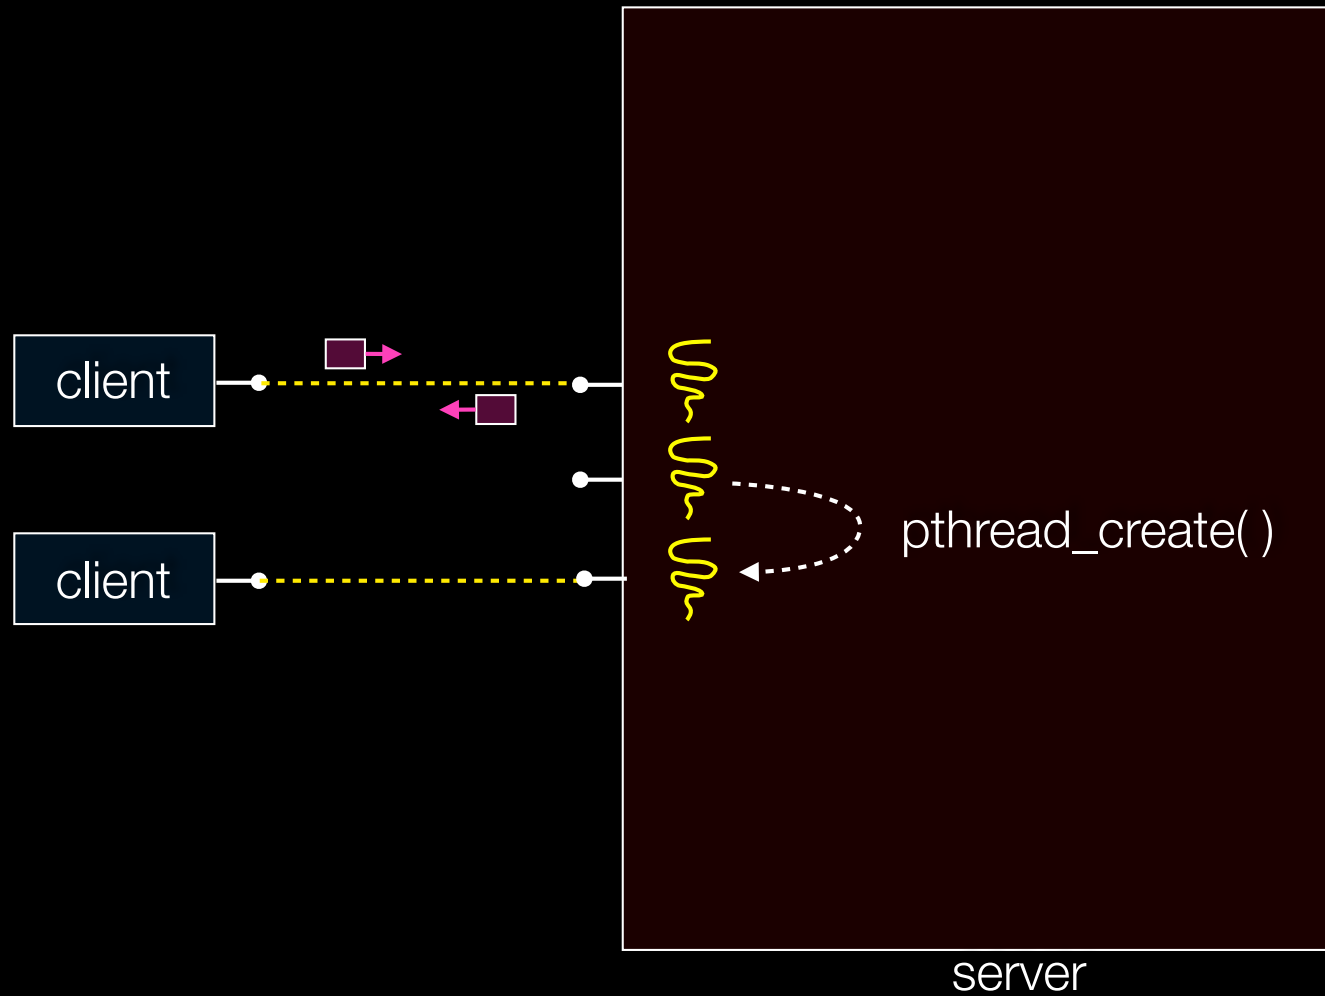 client
pthread_create( )
client
server